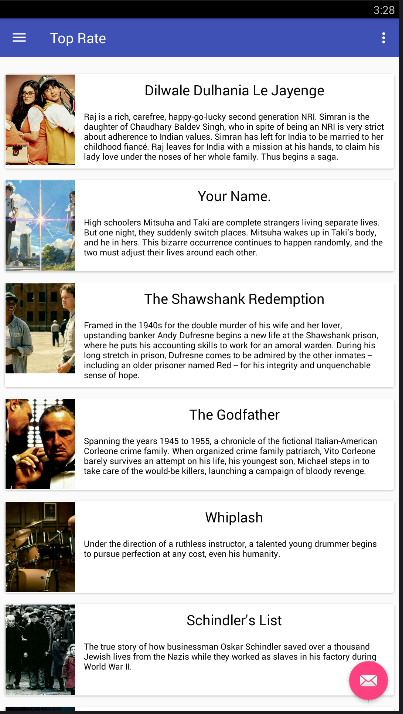 3:28
Top Rate
Dilwale Dulhania Le Jayenge
Raj is a rich, carefree, happy-go-lucky second generation NRI. Simran is the
daughter of Chaudhary Baldev Singh, who in spite of being an NRI is very strict
about adherence to Indian values. Simran has left for India to be married to her
childhood fiancé. Raj leaves for India with a mission at his hands, to claim his
lady love under the noses of her whole family. Thus begins a saga.
Your Name.
High schoolers Mitsuha and Taki are complete strangers living separate lives.
But one night, they suddenly switch places. Mitsuha wakes up in Taki's body,
and he in hers. This bizarre occurrence continues to happen randomly, and the
two must adjust their lives around each other.
The Shawshank Redemption
Framed in the 1940s for the double murder of his wife and her lover,
upstanding banker Andy Dufresne begins a new life at the Shawshank prison,
where he puts his accounting skills to work for an amoral warden. During his
long stretch in prison, Dufresne comes to be admired by the other inmates --
including an older prisoner named Red -- for his integrity and unquenchable
sense of hope.
The Godfather
Spanning the years 1945 to 1955, a chronicle of the fictional Italian-American
Corleone crime family. When organized crime family patriarch, Vito Corleone
barely survives an attempt on his life, his youngest son, Michael steps in to
take care of the would-be killers, launching a campaign of bloody revenge.
Whiplash
Under the direction of a ruthless instructor, a talented young drummer begins
to pursue perfection at any cost, even his humanity.
Schindler's List
The true story of how businessman Oskar Schindler saved over a thousand
Jewish lives from the Nazis while they worked as slaves in his factory during
World War II.